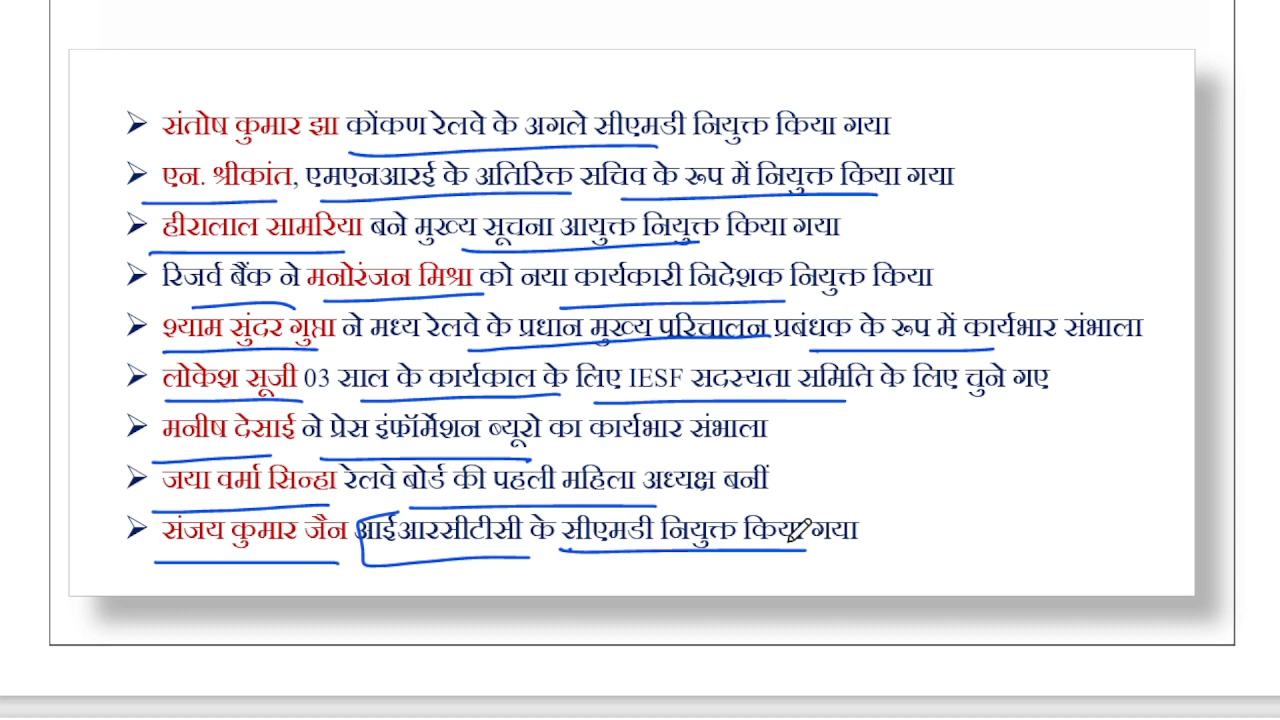 ➢ संतोष कुमार झा कोंकण रेलवे के अगले सीएमडी नियुक्त किया गया
➢ एन. श्रीकांत, एमएनआरई के अतिरिक्त सचिव के रूप में नियुक्त किया गया
➢ हीरालाल सामरिया बने मुख्य सूचना आयुक्त नियुक्त किया गया
➢ रिजर्व बैंक ने मनोरंजन मिश्रा को नया कार्यकारी निदेशक नियुक्त किया
➢ श्याम सुंदर गुप्ता ने मध्य रेलवे के प्रधान मुख्य परिचालन प्रबंधक के रूप में कार्यभार संभाला
➢ लोकेश सूजी 03 साल के कार्यकाल के लिए IESF सदस्यता समिति के लिए चुने गए
➢ मनीष देसाई ने प्रेस इंफॉर्मेशन ब्यूरो का कार्यभार संभाला
➢ जया वर्मा सिन्हा रेलवे बोर्ड की पहली महिला अध्यक्ष बनीं
➢ संजय कुमार जैन आईआरसीटीसी के सीएमडी नियुक्त किया गया